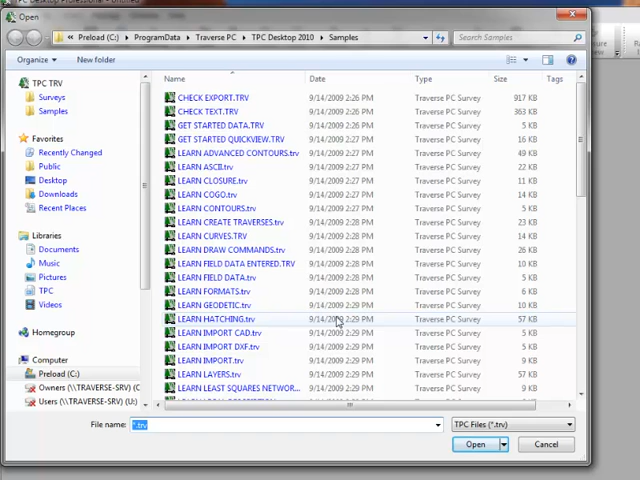 Open
Preload (C:) ▸ ProgramData ▸ Traverse PC ▸ TPC Desktop 2010 ▸ Samples
Search Samples
Organize
New folder
Name Date Type Size Tags
TPC TRV
Surveys
Samples
Favorites
Recently Changed
Public
Desktop
Downloads
Recent Places
Libraries
Documents
Music
Pictures
TPC
Videos
Homegroup
Computer
Preload (C:)
Owners (\\TRAVERSE-SRV) (
Users (\\TRAVERSE-SRV) (U:)
CHECK EXPORT.TRV 9/14/2009 2:26 PM Traverse PC Survey 917 KB
CHECK TEXT.TRV 9/14/2009 2:26 PM Traverse PC Survey 363 KB
GET STARTED DATA.TRV 9/14/2009 2:26 PM Traverse PC Survey 5 KB
GET STARTED QUICKVIEW.TRV 9/14/2009 2:27 PM Traverse PC Survey 16 KB
LEARN ADVANCED CONTOURS.trv 9/14/2009 2:27 PM Traverse PC Survey 49 KB
LEARN ASCII.trv 9/14/2009 2:27 PM Traverse PC Survey 22 KB
LEARN CLOSURE.trv 9/14/2009 2:27 PM Traverse PC Survey 11 KB
LEARN COGO.trv 9/14/2009 2:27 PM Traverse PC Survey 5 KB
LEARN CONTOURS.trv 9/14/2009 2:27 PM Traverse PC Survey 23 KB
LEARN CREATE TRAVERSES.trv 9/14/2009 2:27 PM Traverse PC Survey 5 KB
LEARN CURVES.TRV 9/14/2009 2:28 PM Traverse PC Survey 14 KB
LEARN DRAW COMMANDS.trv 9/14/2009 2:28 PM Traverse PC Survey 26 KB
LEARN FIELD DATA ENTERED.TRV 9/14/2009 2:28 PM Traverse PC Survey 10 KB
LEARN FIELD DATA.trv 9/14/2009 2:28 PM Traverse PC Survey 5 KB
LEARN FORMATS.trv 9/14/2009 2:28 PM Traverse PC Survey 6 KB
LEARN GEODETIC.trv 9/14/2009 2:29 PM Traverse PC Survey 10 KB
LEARN HATCHING.trv 9/14/2009 2:29 PM Traverse PC Survey 57 KB
LEARN IMPORT CAD.trv 9/14/2009 2:29 PM Traverse PC Survey 5 KB
LEARN IMPORT DXF.trv 9/14/2009 2:29 PM Traverse PC Survey 5 KB
LEARN IMPORT.trv 9/14/2009 2:29 PM Traverse PC Survey 9 KB
LEARN LAYERS.trv 9/14/2009 2:29 PM Traverse PC Survey 57 KB
LEARN LEAST SQUARES NETWOR... 9/14/2009 2:29 PM Traverse PC Survey 9 KB
File name: *.trv
TPC Files (*.trv)
Open
Cancel